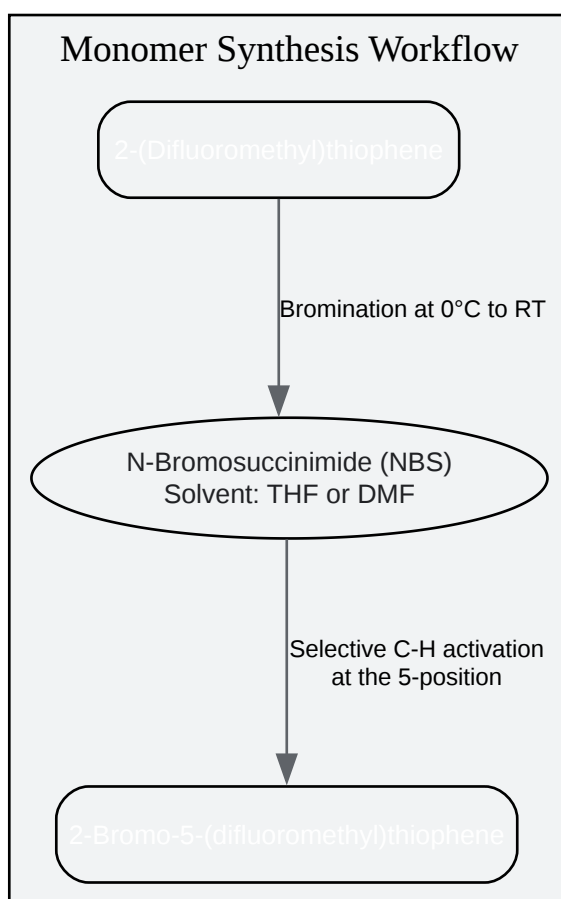 Monomer Synthesis Workflow
2-(Difluoromethyl)thiophene
Bromination at 0°C to RT
N-Bromosuccinimide (NBS)
Solvent: THF or DMF
Selective C-H activation
at the 5-position
2-Bromo-5-(difluoromethyl)thiophene